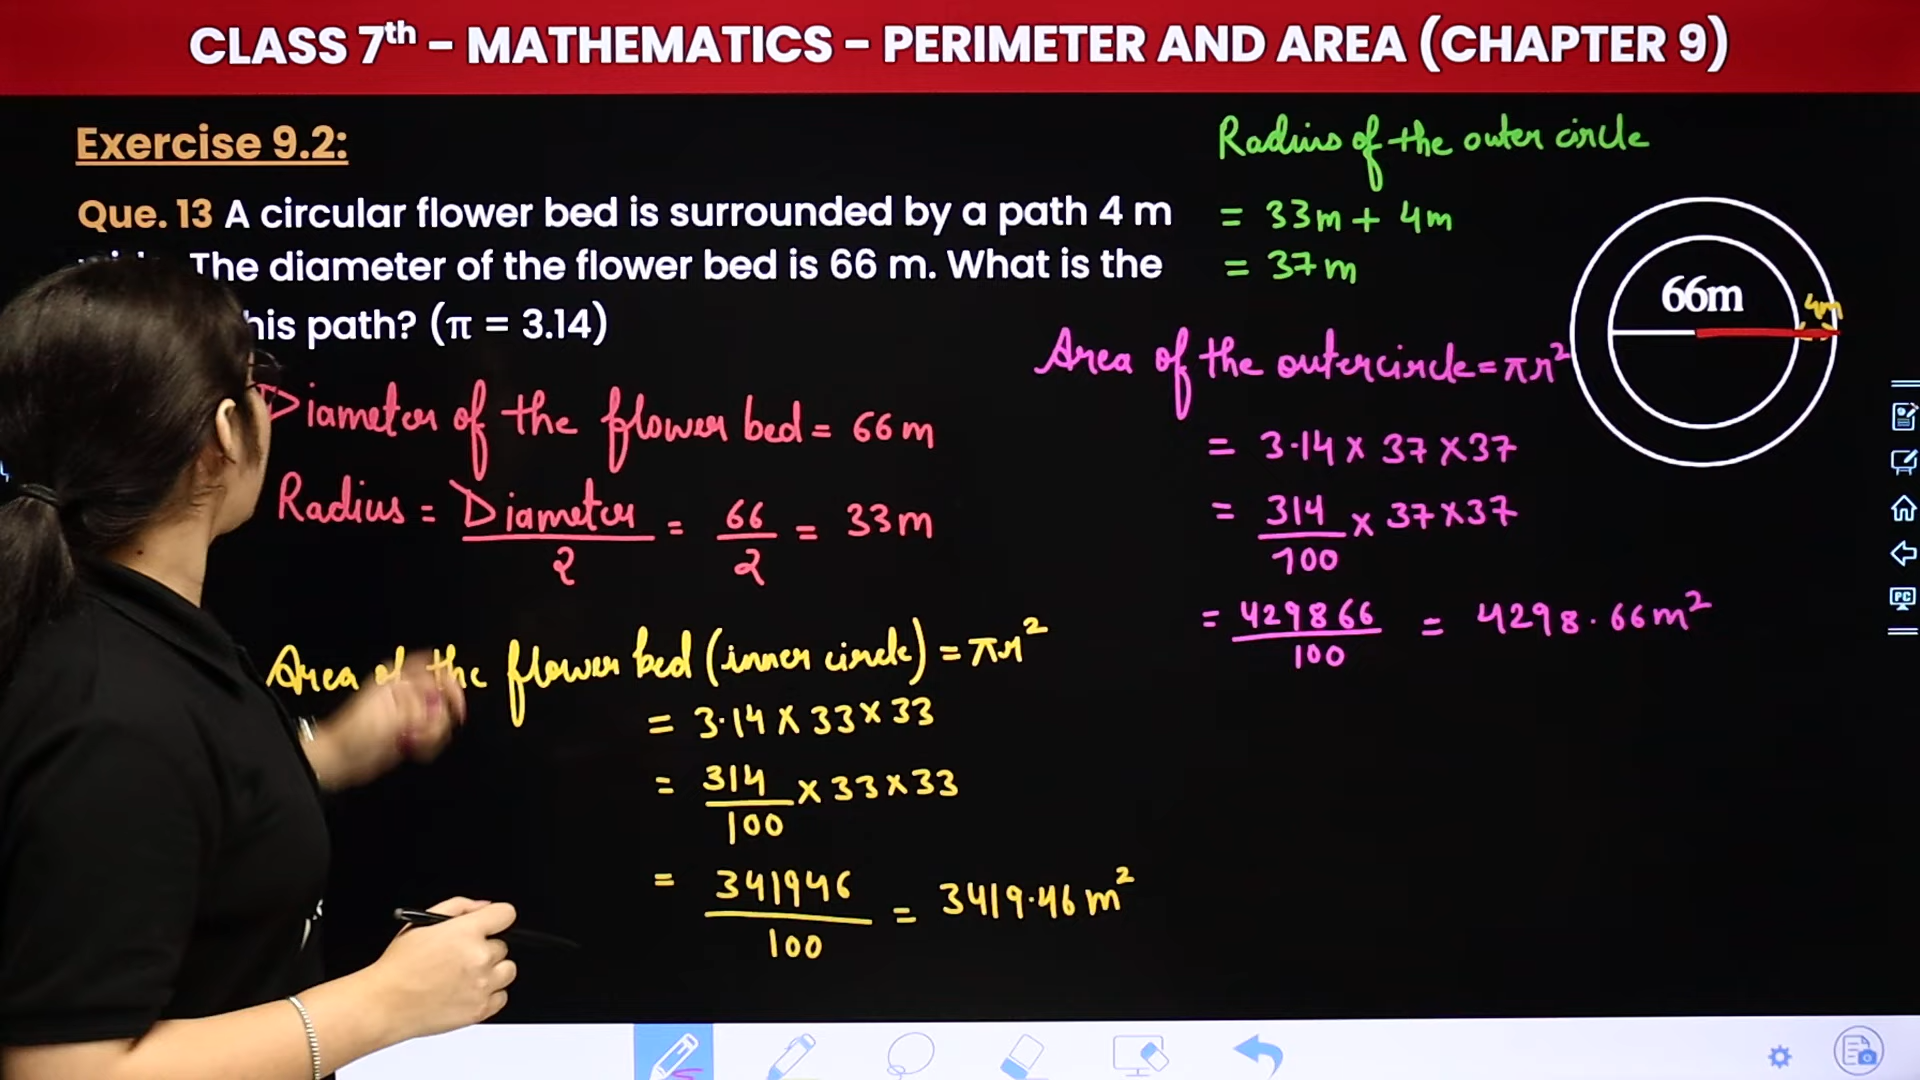 CLASS 7th - MATHEMATICS - PERIMETER AND AREA (CHAPTER 9)
Exercise 9.2:
Que. 13 A circular flower bed is surrounded by a path 4 m
The diameter of the flower bed is 66 m. What is the
his path? (π = 3.14)
Diameter of the flower bed = 66 m
Radius = Diameter/2 = 66/2 = 33 m
Area of the flower bed (inner circle) = πr²
= 3.14 × 33 × 33
= 314/100 × 33 × 33
= 341946/100 = 3419.46 m²
Radius of the outer circle
= 33m + 4m
= 37 m
66m
4m
Area of the outer circle = πr²
= 3.14 × 37 × 37
= 314/100 × 37 × 37
= 429866/100 = 4298.66 m²
PC